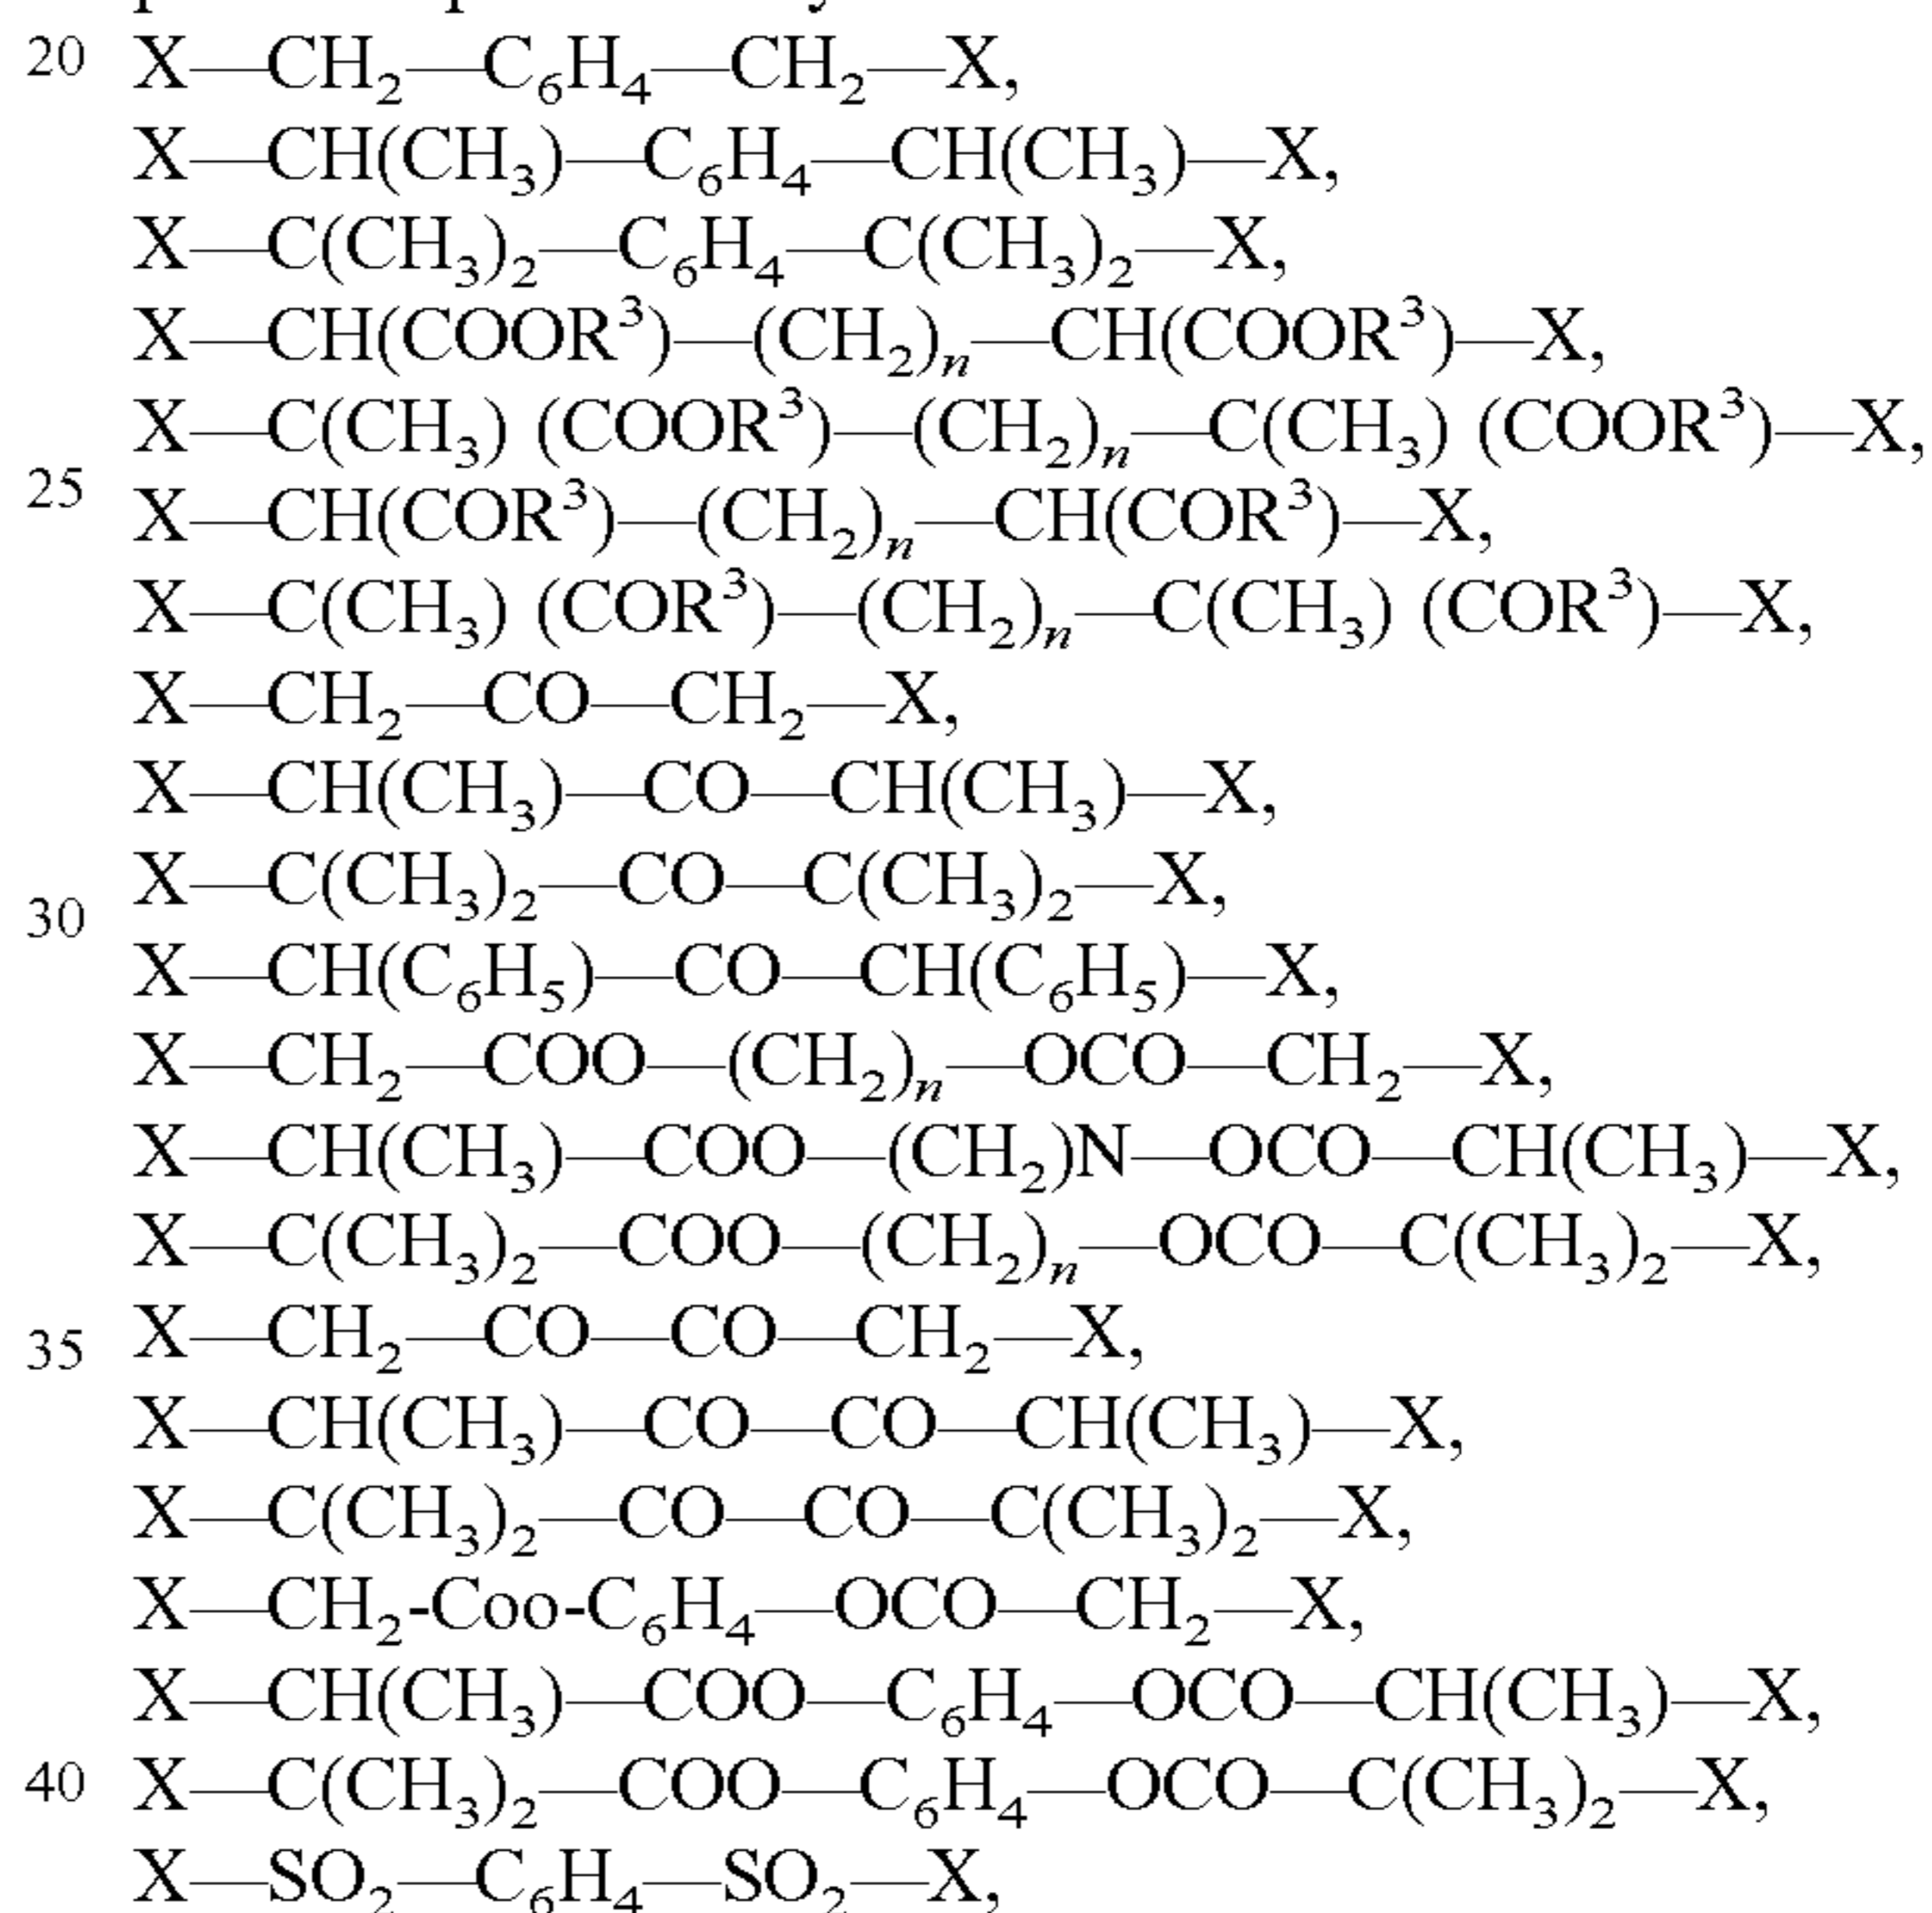 20 X—CH₂—C₆H₄—CH₂—X,
X—CH(CH₃)—C₆H₄—CH(CH₃)—X,
X—C(CH₃)₂—C₆H₄—C(CH₃)₂—X,
X—CH(COOR³)—(CH₂)ₙ—CH(COOR³)—X,
X—C(CH₃) (COOR³)—(CH₂)ₙ—C(CH₃) (COOR³)—X,
25 X—CH(COR³)—(CH₂)ₙ—CH(COR³)—X,
X—C(CH₃) (COR³)—(CH₂)ₙ—C(CH₃) (COR³)—X,
X—CH₂—CO—CH₂—X,
X—CH(CH₃)—CO—CH(CH₃)—X,
30 X—C(CH₃)₂—CO—C(CH₃)₂—X,
X—CH(C₆H₅)—CO—CH(C₆H₅)—X,
X—CH₂—COO—(CH₂)ₙ—OCO—CH₂—X,
X—CH(CH₃)—COO—(CH₂)N—OCO—CH(CH₃)—X,
X—C(CH₃)₂—COO—(CH₂)ₙ—OCO—C(CH₃)₂—X,
35 X—CH₂—CO—CO—CH₂—X,
X—CH(CH₃)—CO—CO—CH(CH₃)—X,
X—C(CH₃)₂—CO—CO—C(CH₃)₂—X,
X—CH₂-Coo-C₆H₄—OCO—CH₂—X,
X—CH(CH₃)—COO—C₆H₄—OCO—CH(CH₃)—X,
40 X—C(CH₃)₂—COO—C₆H₄—OCO—C(CH₃)₂—X,
X—SO₂—C₆H₄—SO₂—X,